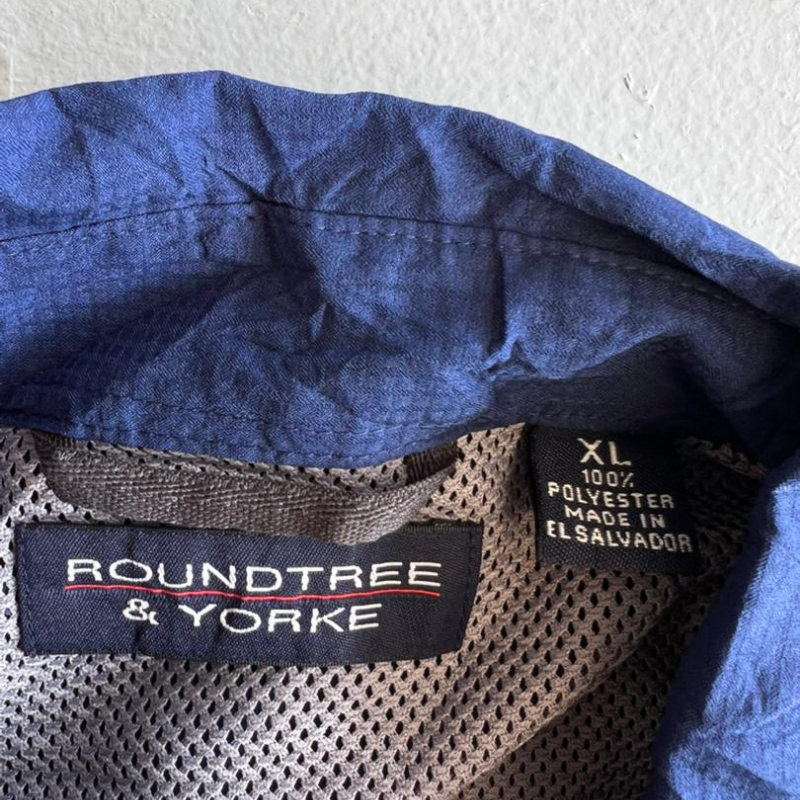 XL
100%
POLYESTER
MADE IN
EL SALVADOR
ROUNDTREE
& YORKE